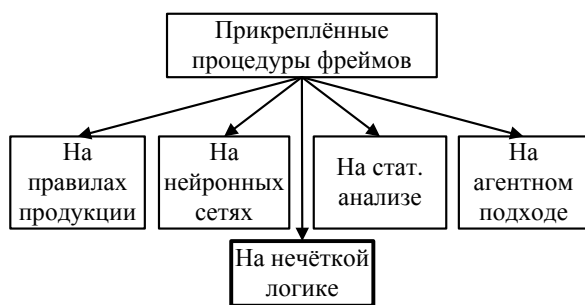 Прикреплённые
процедуры фреймов
На
правилах
продукции
На
нейронных
сетях
На стат.
анализе
На
агентном
подходе
На нечёткой
логике